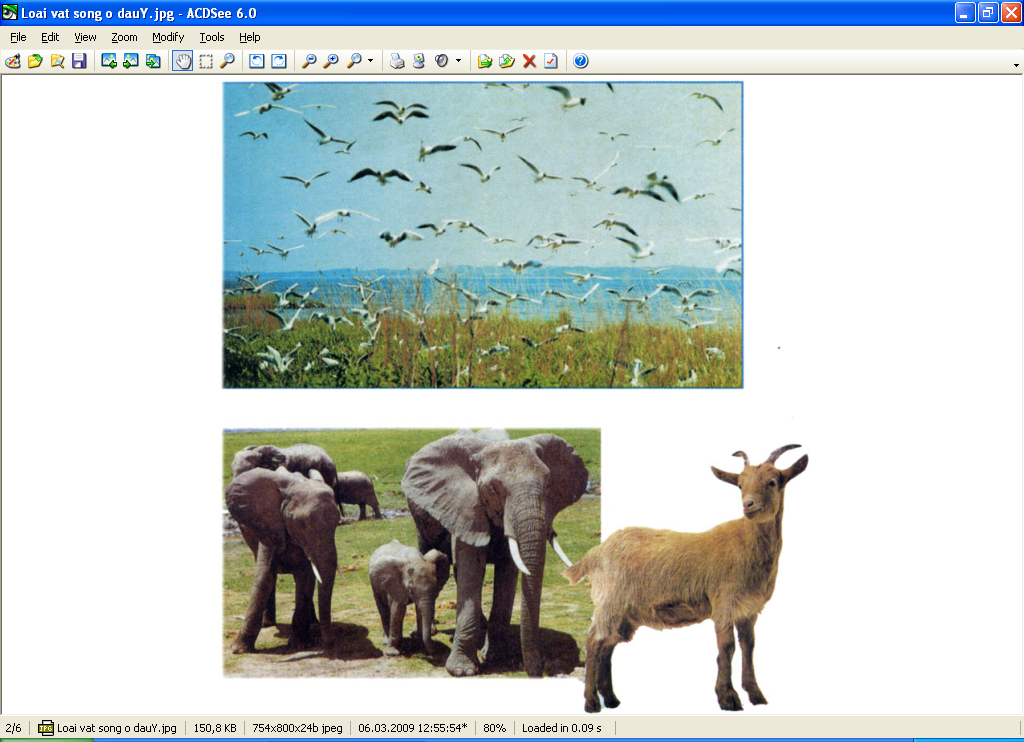 Loai vat song o dauY.jpg - ACDSee 6.0
File Edit View Zoom Modify Tools Help
2/6 Loai vat song o dauY.jpg 150,8 KB 754x800x24b jpeg 06.03.2009 12:55:54* 80% Loaded in 0.09 s